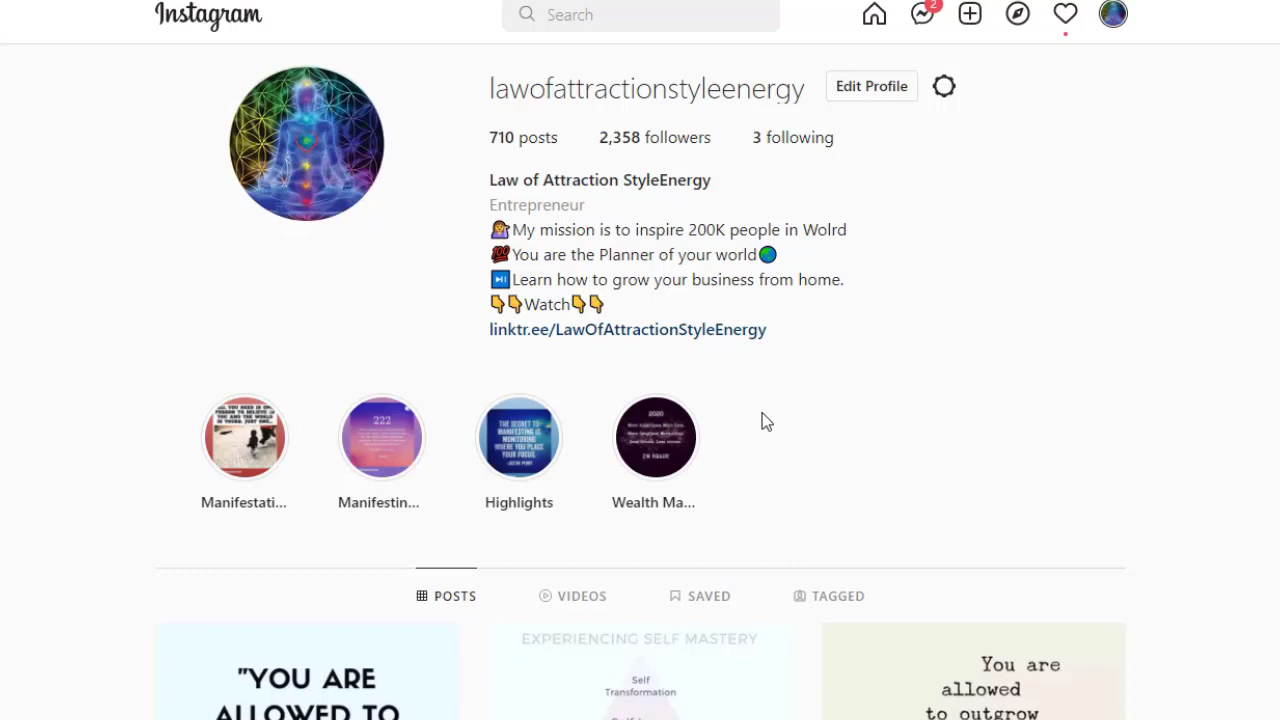 Instagram
Search
2
lawofattractionstyleenergy
Edit Profile
710 posts
2,358 followers
3 following
Law of Attraction StyleEnergy
Entrepreneur
My mission is to inspire 200K people in Wolrd
💯You are the Planner of your world🌍
⏯Learn how to grow your business from home.
👇👇Watch👇👇
linktr.ee/LawOfAttractionStyleEnergy
222
THE SECRET TO
MANIFESTING IS
MONITORING
WHERE YOU PLACE
YOUR FOCUS.
2020
Manifestati...
Manifestin...
Highlights
Wealth Ma...
POSTS
VIDEOS
SAVED
TAGGED
"YOU ARE
ALLOWED TO
EXPERIENCING SELF MASTERY
Self
Transformation
You are
allowed
to outgrow